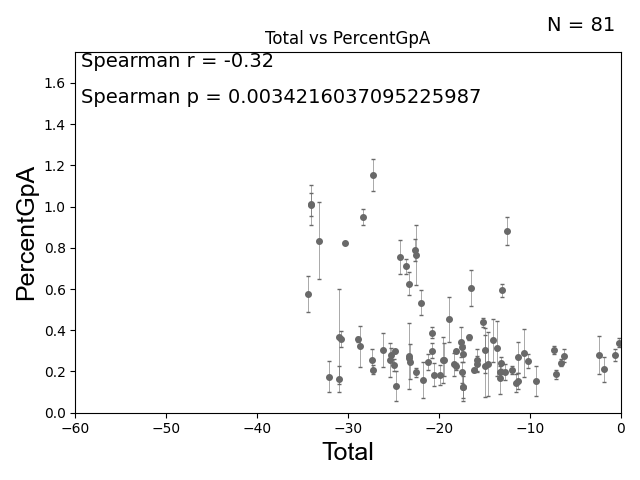 N = 81
Total vs PercentGpA
Spearman r = -0.32
Spearman p = 0.0034216037095225987
PercentGpA
1.6
1.4
1.2
1.0
0.8
0.6
0.4
0.2
0.0
−60
−50
−40
−30
−20
−10
0
Total